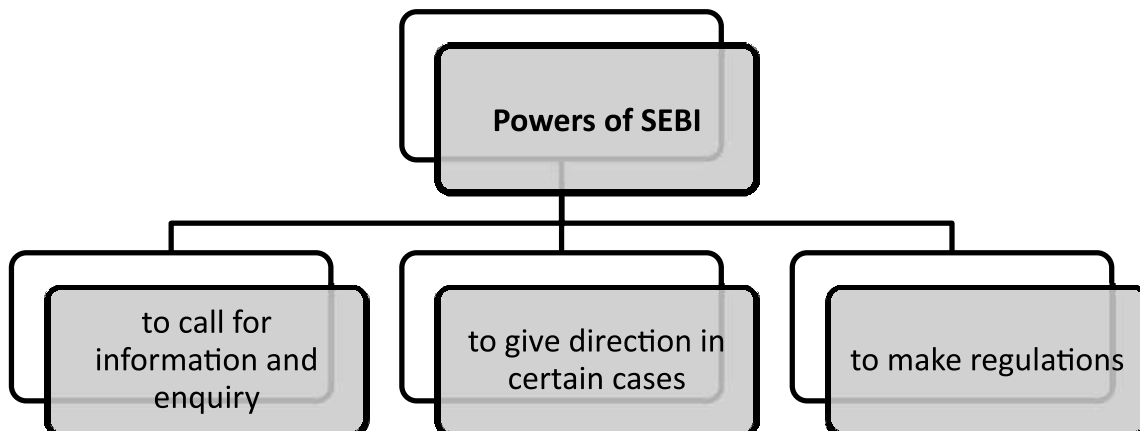 Powers of SEBI
to call for
information and
enquiry
to give direction in
certain cases
to make regulations